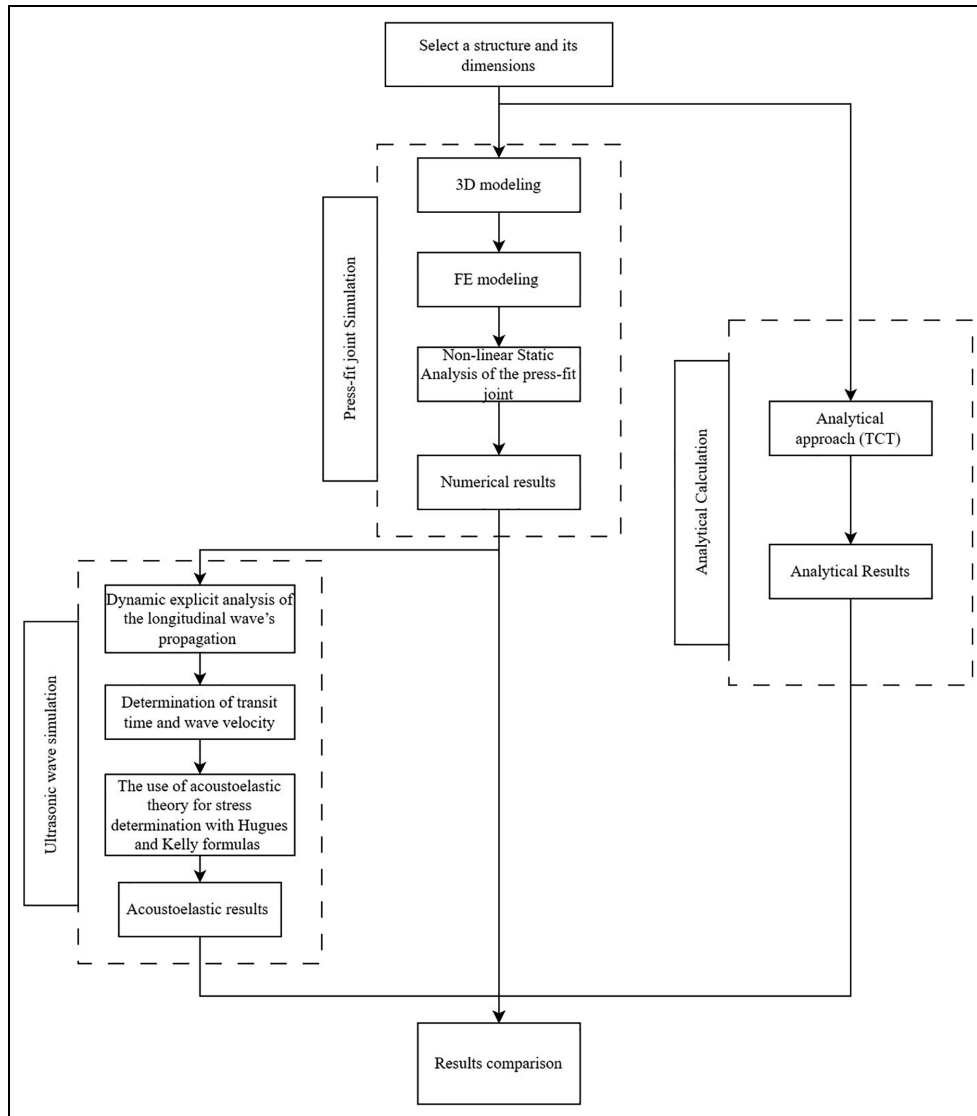 Select a structure and its
dimensions
Press-fit joint Simulation
3D modeling
FE modeling
Non-linear Static
Analysis of the press-fit
joint
Numerical results
Analytical Calculation
Analytical
approach (TCT)
Analytical Results
Ultrasonic wave simulation
Dynamic explicit analysis of
the longitudinal wave’s
propagation
Determination of transit
time and wave velocity
The use of acoustoelastic
theory for stress
determination with Hugues
and Kelly formulas
Acoustoelastic results
Results comparison